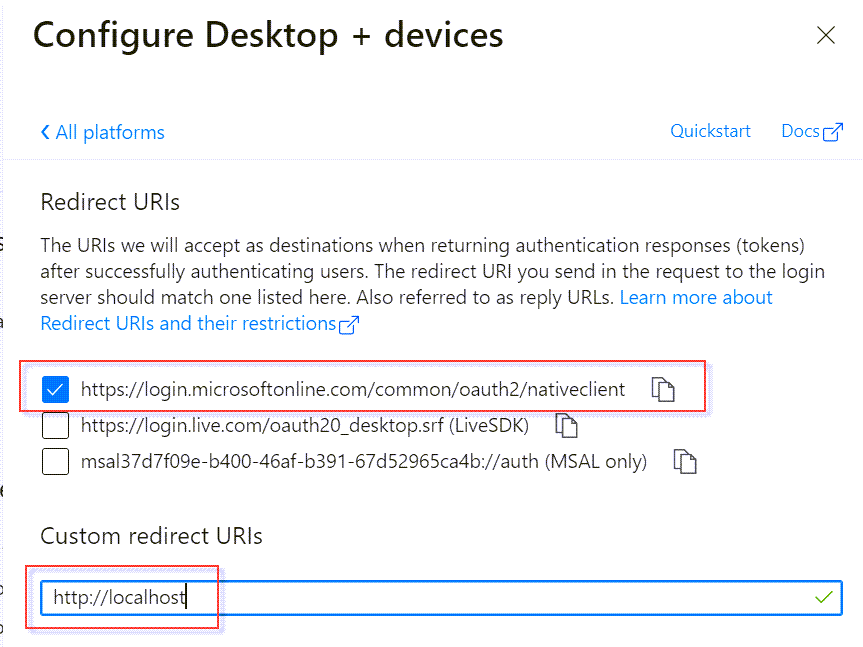 Configure Desktop + devices
All platforms
Quickstart
Docs
Redirect URIs
The URIs we will accept as destinations when returning authentication responses (tokens)
after successfully authenticating users. The redirect URI you send in the request to the login
server should match one listed here. Also referred to as reply URLs. Learn more about
Redirect URIs and their restrictions
https://login.microsoftonline.com/common/oauth2/nativeclient
https://login.live.com/oauth20_desktop.srf (LiveSDK)
msal37d7f09e-b400-46af-b391-67d52965ca4b://auth (MSAL only)
Custom redirect URIs
http://localhost